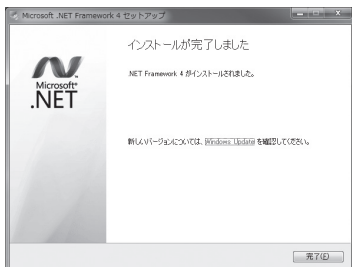 Microsoft .NET Framework 4 セットアップ
インストールが完了しました
.NET Framework 4 がインストールされました。
Microsoft®
.NET
新しいバージョンについては、Windows Update を確認してください。
完了(F)